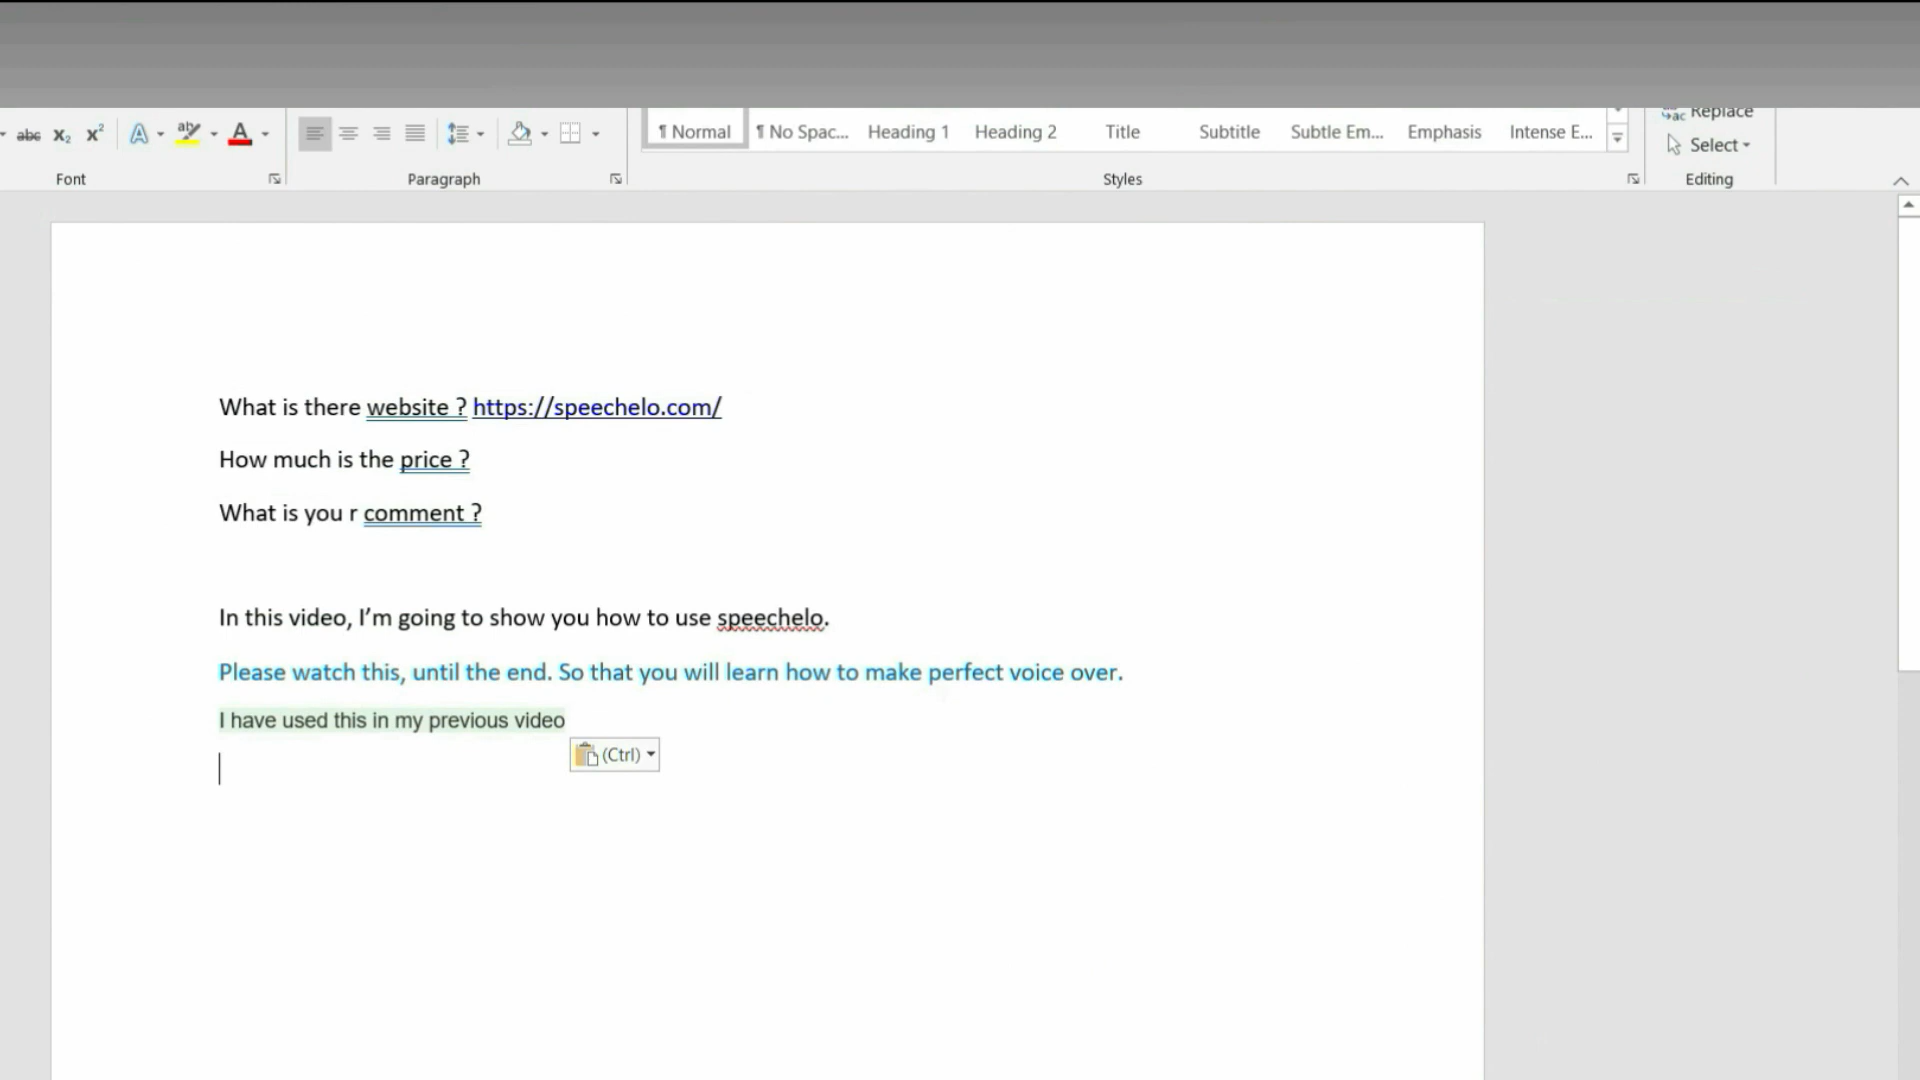 Replace
abc X₂ X² A aby A ¶ Normal ¶ No Spac... Heading 1 Heading 2 Title Subtitle Subtle Em... Emphasis Intense E... Select
Font Paragraph Styles Editing
What is there website ? https://speechelo.com/
How much is the price ?
What is you r comment ?
In this video, I’m going to show you how to use speechelo.
Please watch this, until the end. So that you will learn how to make perfect voice over.
I have used this in my previous video
(Ctrl)